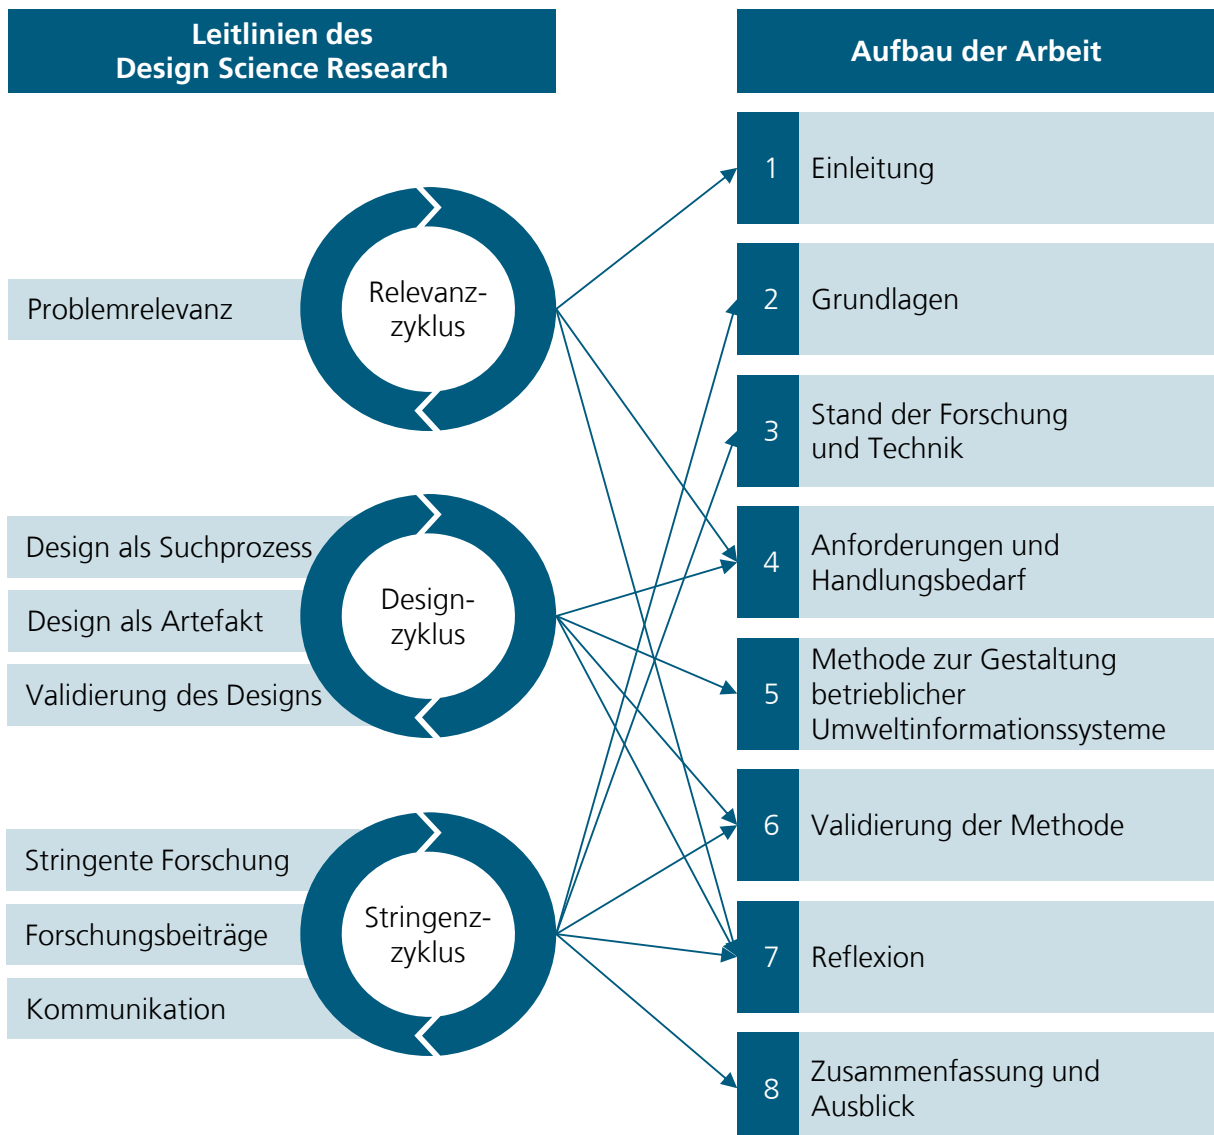 Leitlinien des
Design Science Research
Problemrelevanz
Relevanz-
zyklus
Design als Suchprozess
Design als Artefakt
Validierung des Designs
Design-
zyklus
Stringente Forschung
Forschungsbeiträge
Kommunikation
Stringenz-
zyklus
Aufbau der Arbeit
1 Einleitung
2 Grundlagen
3 Stand der Forschung
und Technik
4 Anforderungen und
Handlungsbedarf
5 Methode zur Gestaltung
betrieblicher
Umweltinformationssysteme
6 Validierung der Methode
7 Reflexion
8 Zusammenfassung und
Ausblick